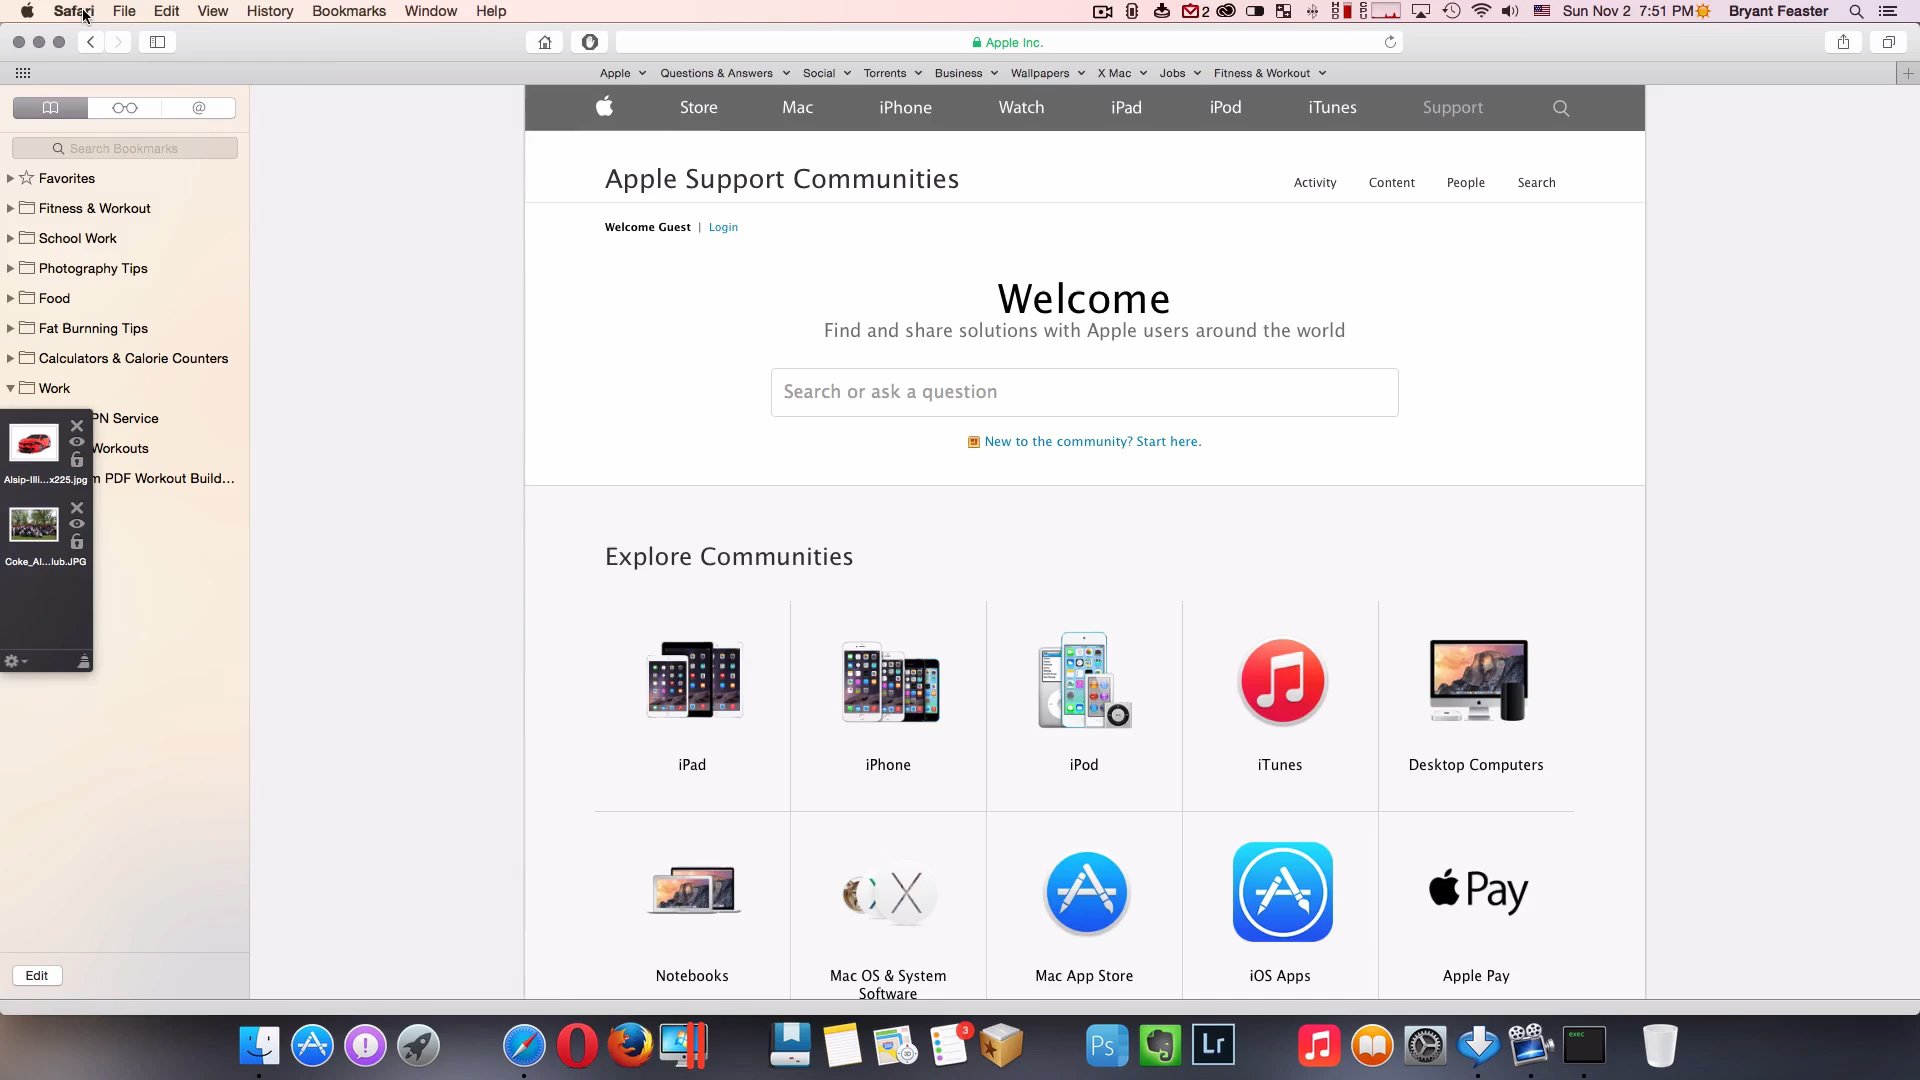 Safari File Edit View History Bookmarks Window Help 2 Sun Nov 2 7:51 PM Bryant Feaster
Apple Inc.
Apple Questions & Answers Social Torrents Business Wallpapers X Mac Jobs Fitness & Workout
Store Mac iPhone Watch iPad iPod iTunes Support
@
Search Bookmarks
Favorites
Fitness & Workout
School Work
Photography Tips
Food
Fat Burnning Tips
Calculators & Calorie Counters
Work
PN Service
Workouts
m PDF Workout Build...
Alsip-Illi...x225.jpg
Coke_Al...lub.JPG
Edit
Apple Support Communities
Activity Content People Search
Welcome Guest | Login
Welcome
Find and share solutions with Apple users around the world
Search or ask a question
New to the community? Start here.
Explore Communities
iPad iPhone iPod iTunes Desktop Computers
Pay
Notebooks Mac OS & System Software Mac App Store iOS Apps Apple Pay
3 Ps Lr exec